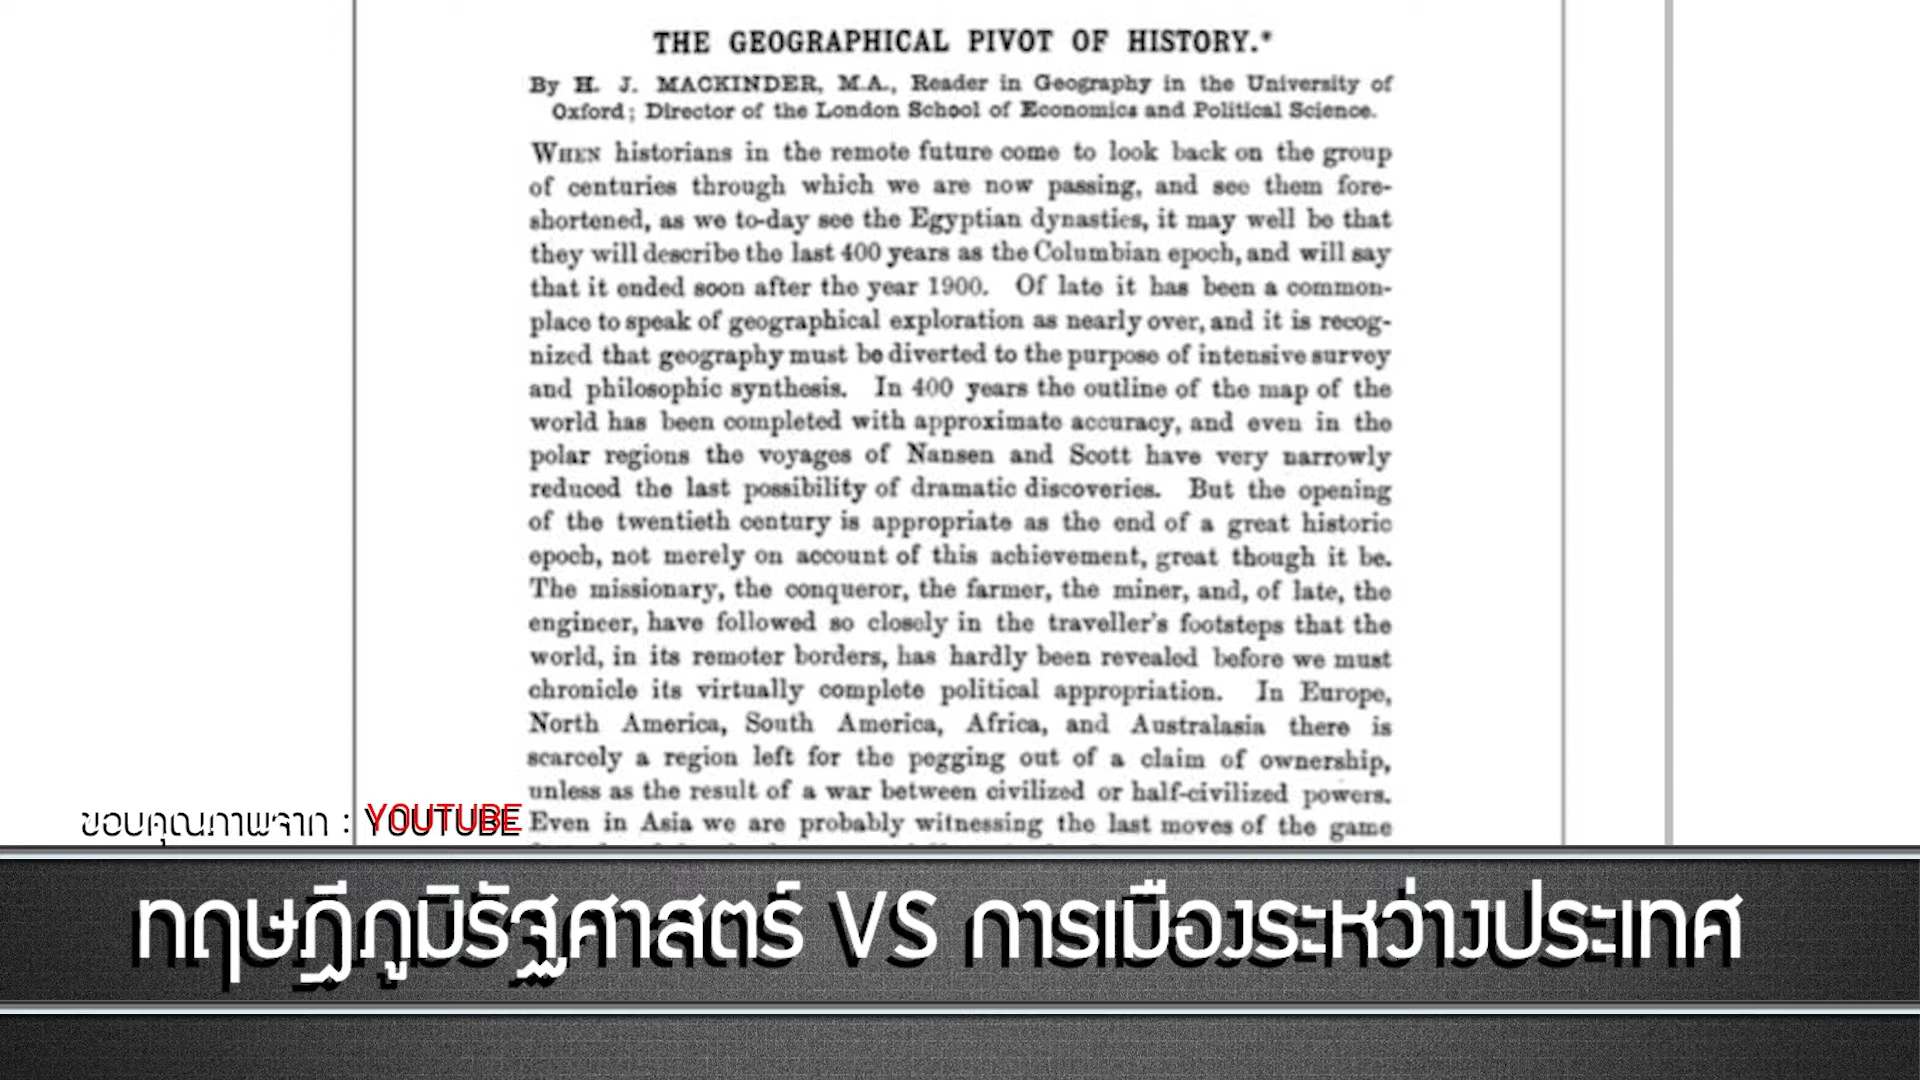 THE GEOGRAPHICAL PIVOT OF HISTORY.*
By H. J. MACKINDER, M.A., Reader in Geography in the University of
Oxford; Director of the London School of Economics and Political Science.
WHEN historians in the remote future come to look back on the group
of centuries through which we are now passing, and see them fore-
shortened, as we to-day see the Egyptian dynasties, it may well be that
they will describe the last 400 years as the Columbian epoch, and will say
that it ended soon after the year 1900. Of late it has been a common-
place to speak of geographical exploration as nearly over, and it is recog-
nized that geography must be diverted to the purpose of intensive survey
and philosophic synthesis. In 400 years the outline of the map of the
world has been completed with approximate accuracy, and even in the
polar regions the voyages of Nansen and Scott have very narrowly
reduced the last possibility of dramatic discoveries. But the opening
of the twentieth century is appropriate as the end of a great historic
epoch, not merely on account of this achievement, great though it be.
The missionary, the conqueror, the farmer, the miner, and, of late, the
engineer, have followed so closely in the traveller's footsteps that the
world, in its remoter borders, has hardly been revealed before we must
chronicle its virtually complete political appropriation. In Europe,
North America, South America, Africa, and Australasia there is
scarcely a region left for the pegging out of a claim of ownership,
unless as the result of a war between civilized or half-civilized powers.
Even in Asia we are probably witnessing the last moves of the game
ขอบคุณภาพจาก : YOUTUBE
ทฤษฎีภูมิรัฐศาสตร์ VS การเมืองระหว่างประเทศ